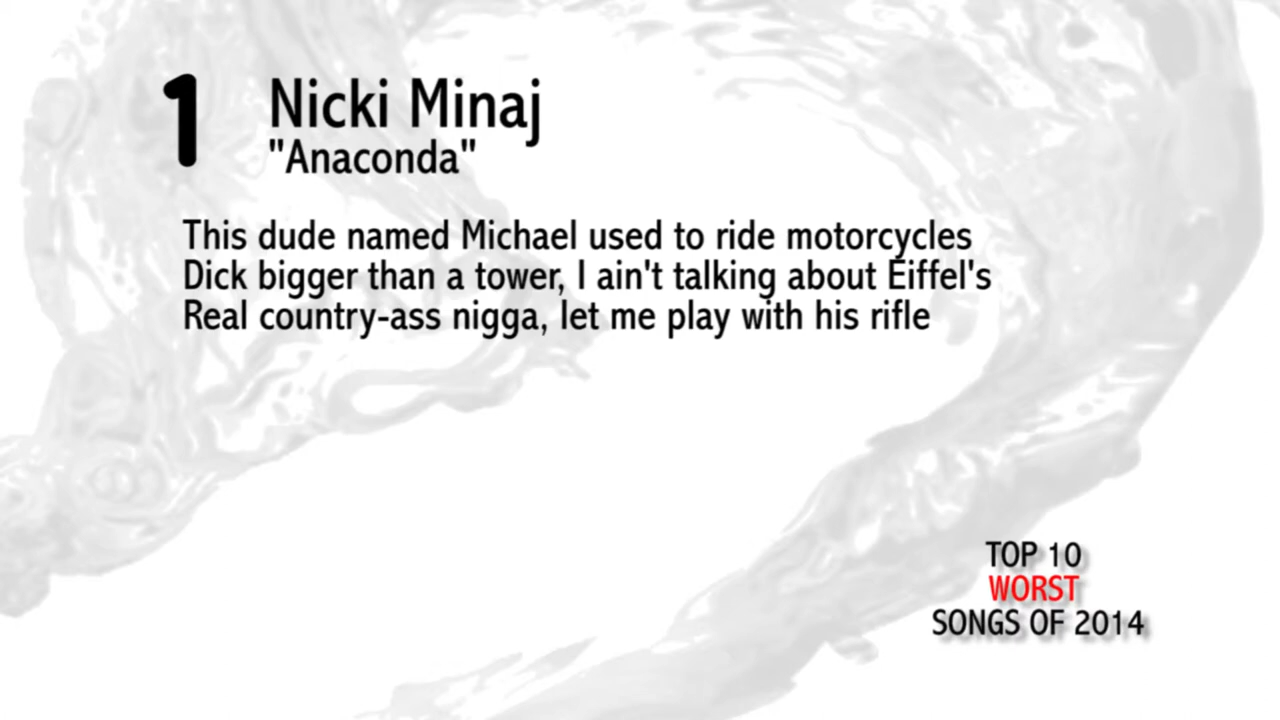 1
Nicki Minaj
"Anaconda"
This dude named Michael used to ride motorcycles
Dick bigger than a tower, I ain't talking about Eiffel's
Real country-ass nigga, let me play with his rifle
TOP 10
WORST
SONGS OF 2014